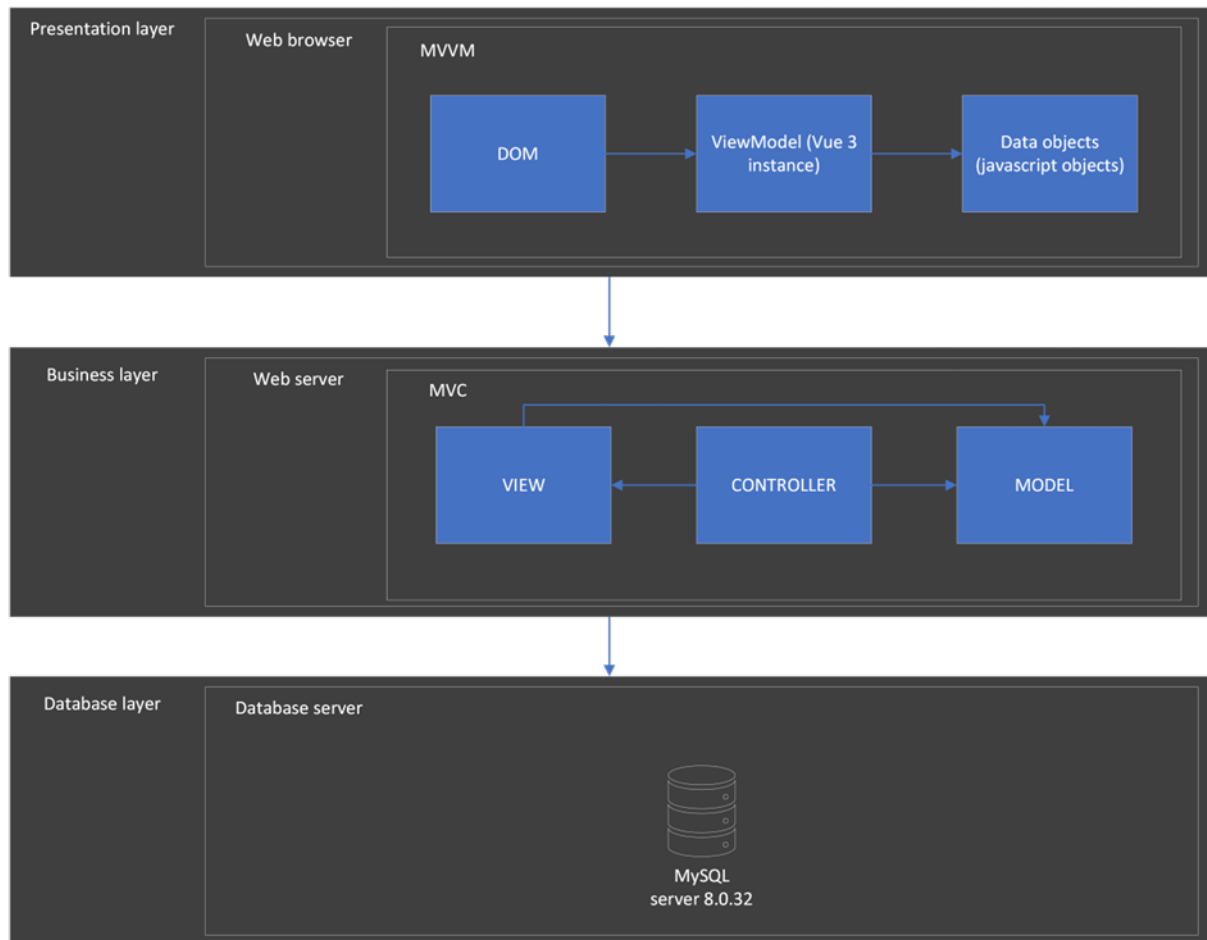 Presentation layer
Web browser
MVVM
DOM
ViewModel (Vue 3
instance)
Data objects
(javascript objects)
Business layer
Web server
MVC
VIEW
CONTROLLER
MODEL
Database layer
Database server
MySQL
server 8.0.32